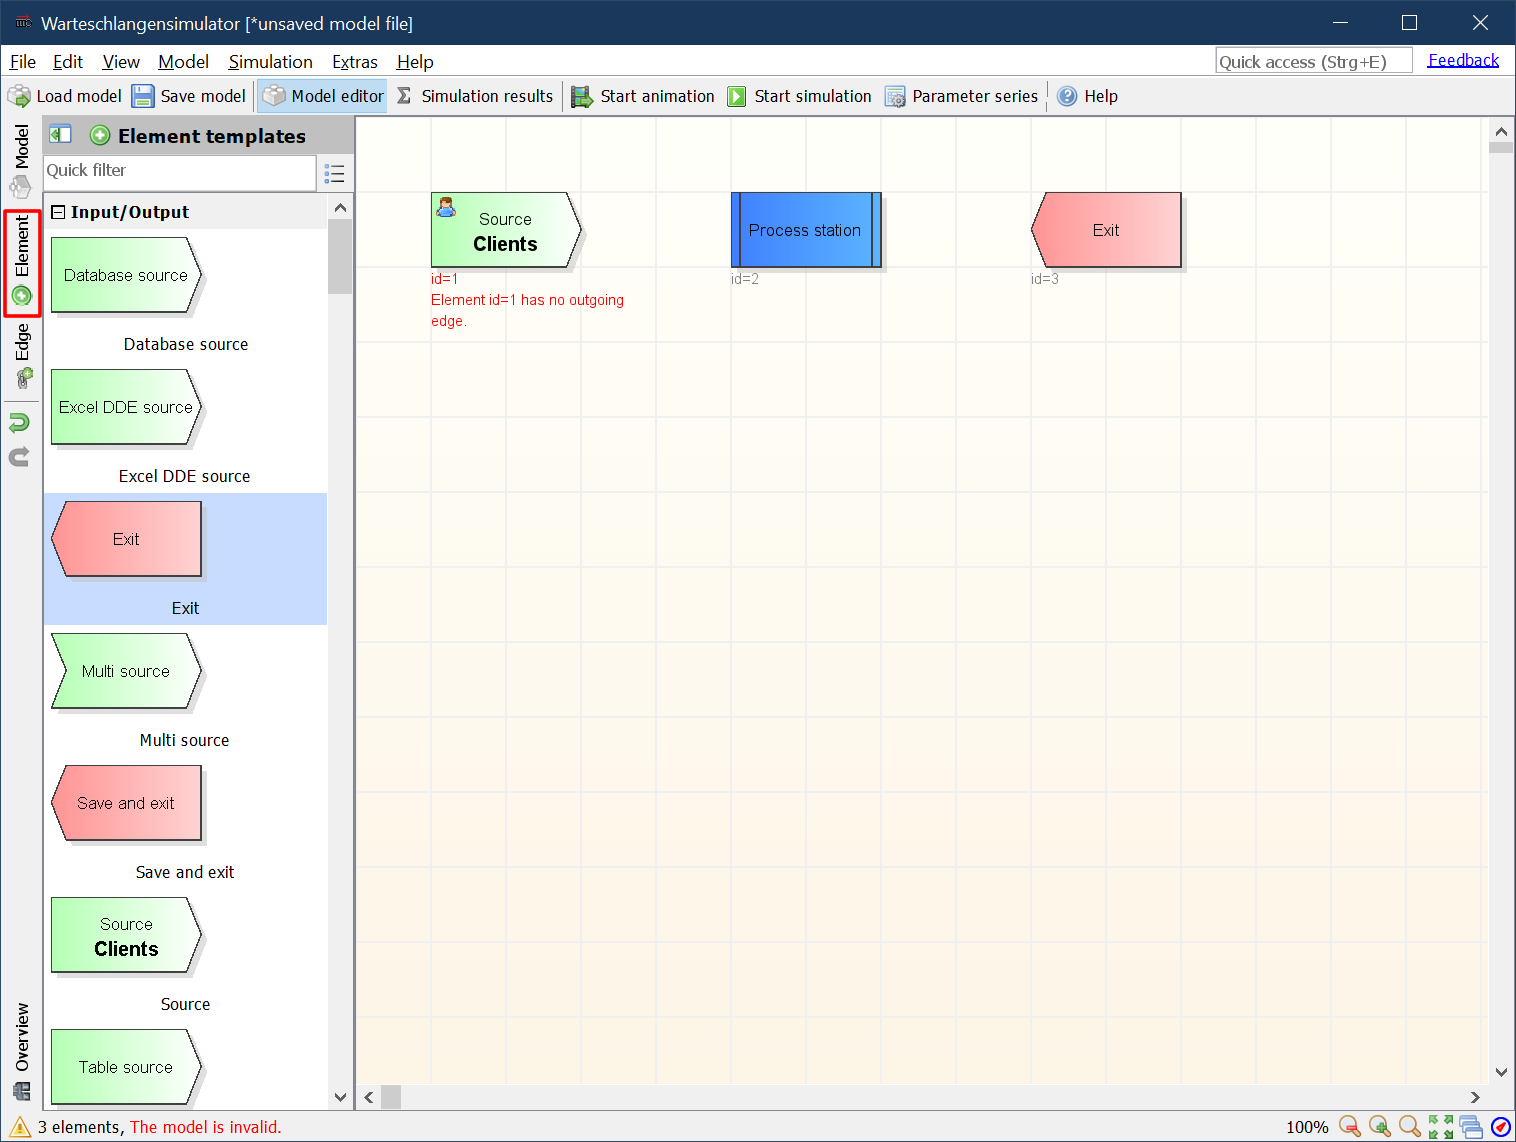 Warteschlangensimulator [*unsaved model file]
File Edit View Model Simulation Extras Help
Quick access (Strg+E)
Feedback
Load model Save model Model editor Simulation results Start animation Start simulation Parameter series Help
Model
Element
Edge
Overview
Element templates
Quick filter
Input/Output
Database source
Database source
Excel DDE source
Excel DDE source
Exit
Exit
Multi source
Multi source
Save and exit
Save and exit
Source
Clients
Source
Table source
Source
Clients
id=1
Element id=1 has no outgoing
edge.
Process station
id=2
Exit
id=3
3 elements, The model is invalid.
100%